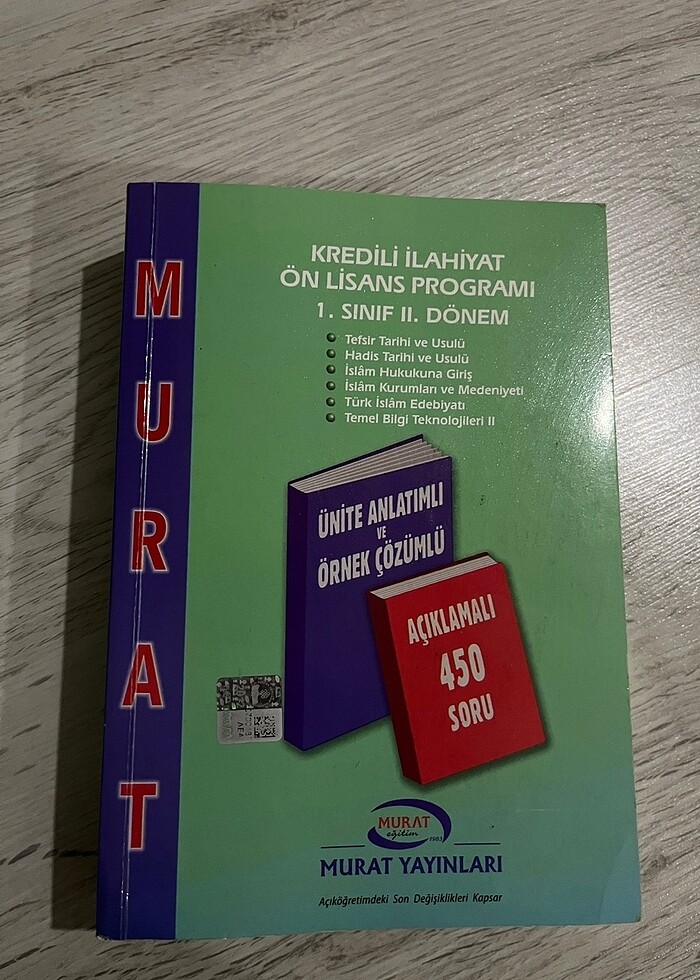 MURAT
KREDİLİ İLAHİYAT
ÖN LİSANS PROGRAMI
1. SINIF II. DÖNEM
Tefsir Tarihi ve Usulü
Hadis Tarihi ve Usulü
İslâm Hukukuna Giriş
İslâm Kurumları ve Medeniyeti
Türk İslâm Edebiyatı
Temel Bilgi Teknolojileri II
ÜNİTE ANLATIMLI
VE
ÖRNEK ÇÖZÜMLÜ
AÇIKLAMALI
450
SORU
MURAT
eğitim
1983
MURAT YAYINLARI
Açıköğretimdeki Son Değişiklikleri Kapsar